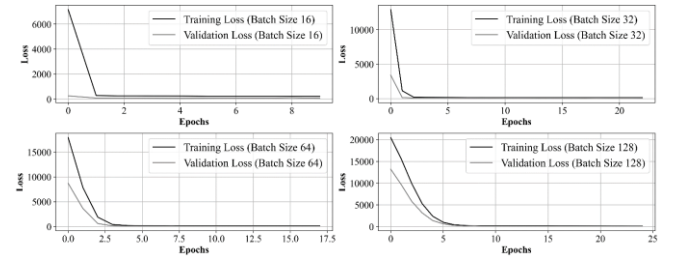 Training Loss (Batch Size 16)
Validation Loss (Batch Size 16)
6000
4000
2000
0
Loss
0 2 4 6 8
Epochs
Training Loss (Batch Size 32)
Validation Loss (Batch Size 32)
10000
5000
0
Loss
0 5 10 15 20
Epochs
Training Loss (Batch Size 64)
Validation Loss (Batch Size 64)
15000
10000
5000
0
Loss
0.0 2.5 5.0 7.5 10.0 12.5 15.0 17.5
Epochs
Training Loss (Batch Size 128)
Validation Loss (Batch Size 128)
20000
15000
10000
5000
0
Loss
0 5 10 15 20 25
Epochs